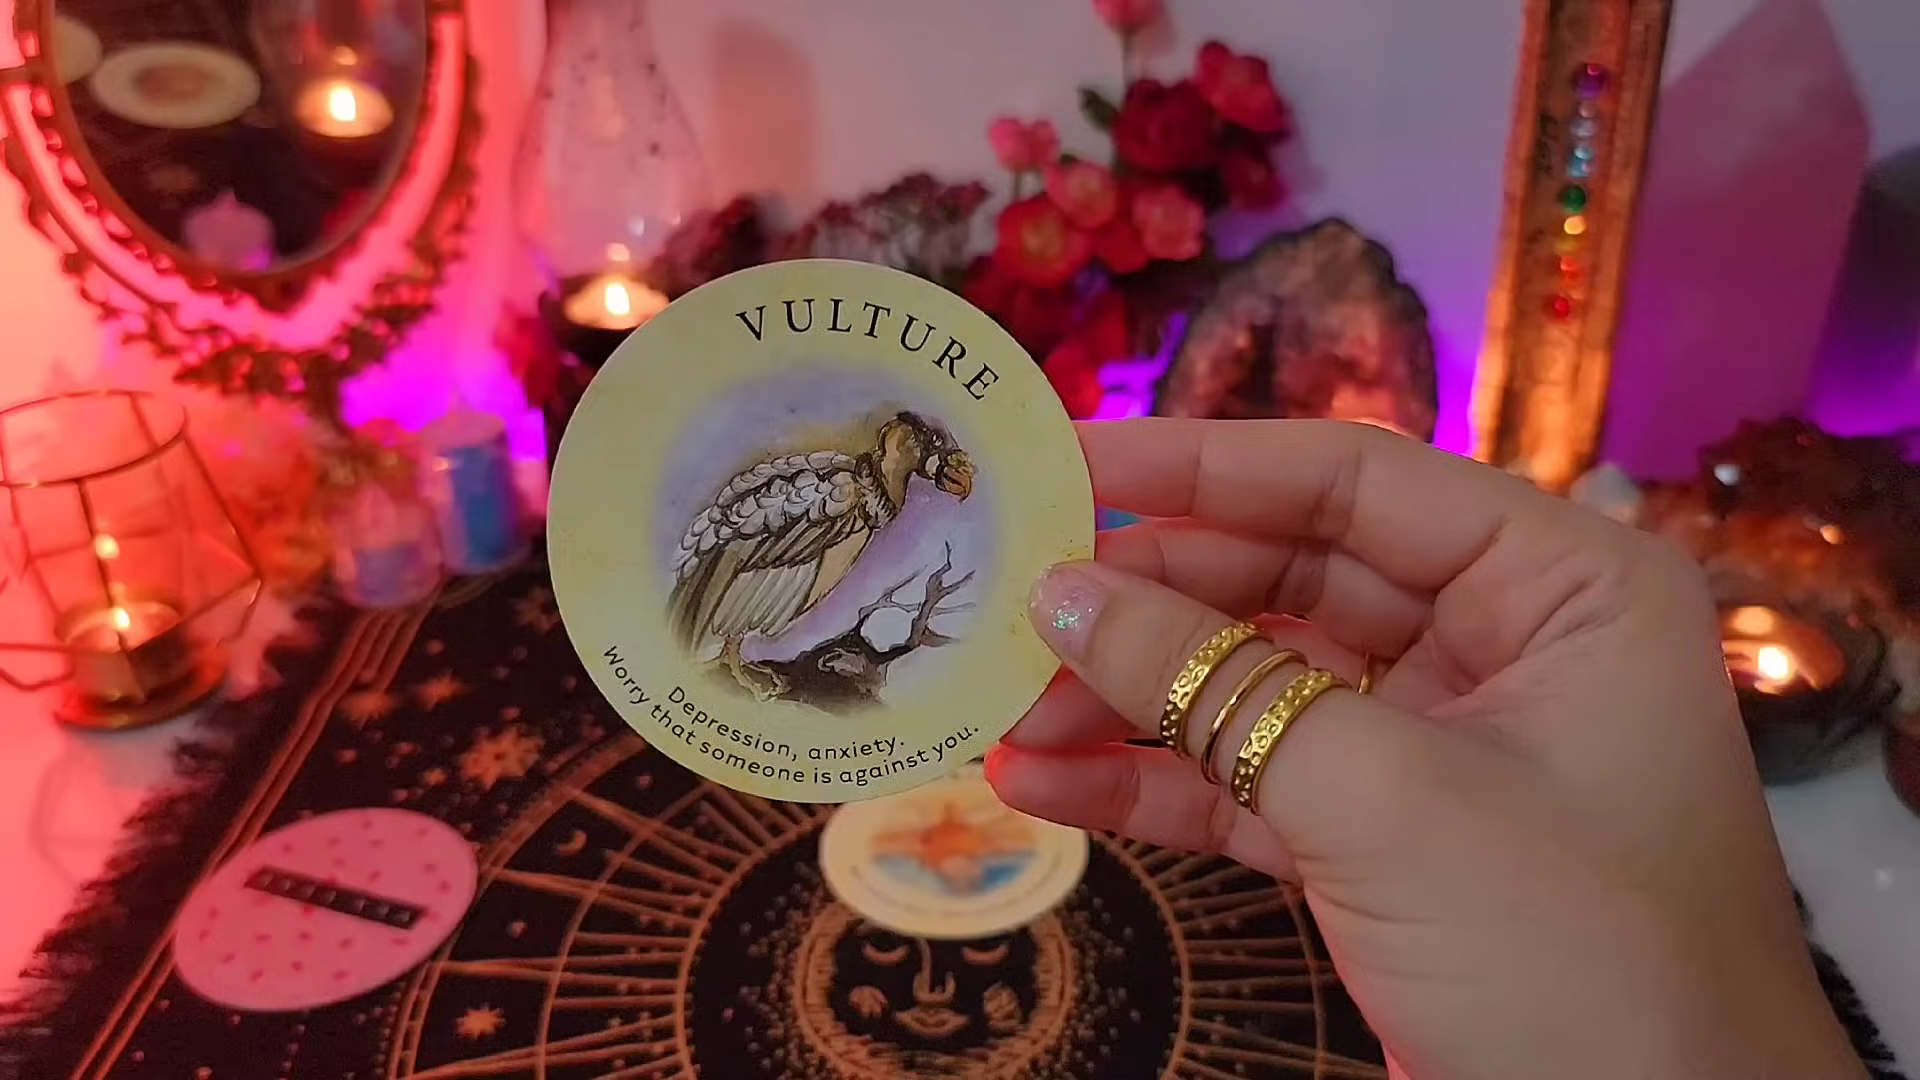 VULTURE
Depression, anxiety.
Worry that someone is against you.